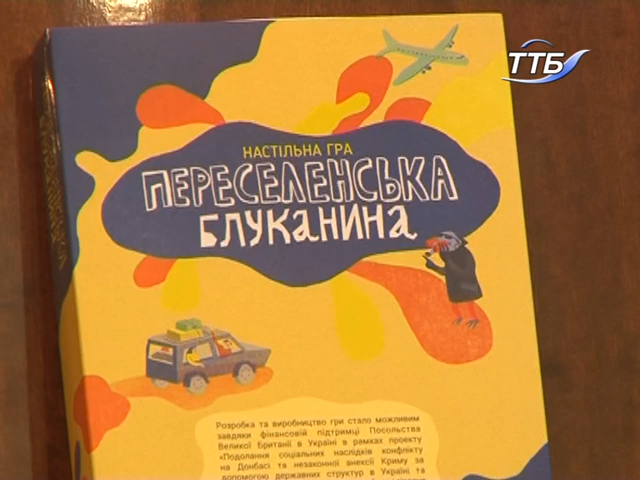 ТТБ
НАСТІЛЬНА ГРА
ПЕРЕСЕЛЕНСЬКА
БЛУКАНИНА
Розробка та виробництво гри стало можливим
завдяки фінансовій підтримці Посольства
Великої Британії в Україні в рамках проекту
«Подолання соціальних наслідків конфлікту
на Донбасі та незаконної анексії Криму за
допомогою державних структур в Україні та